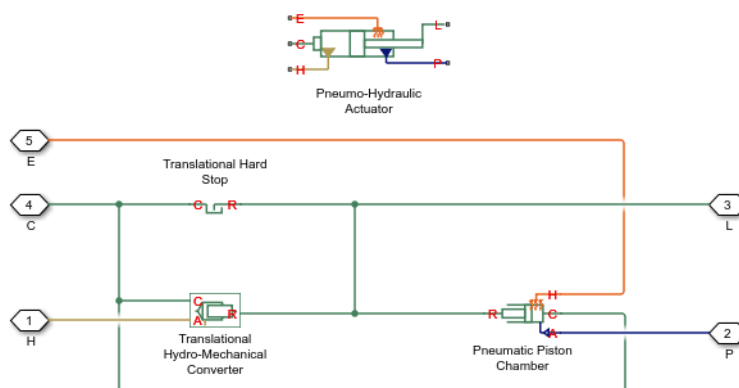 E
L
C
H
P
Pneumo-Hydraulic
Actuator
5
E
Translational Hard
Stop
4
C
C R
3
L
H
C
R
A
R
C
A
1
H
2
P
Translational
Hydro-Mechanical
Converter
Pneumatic Piston
Chamber